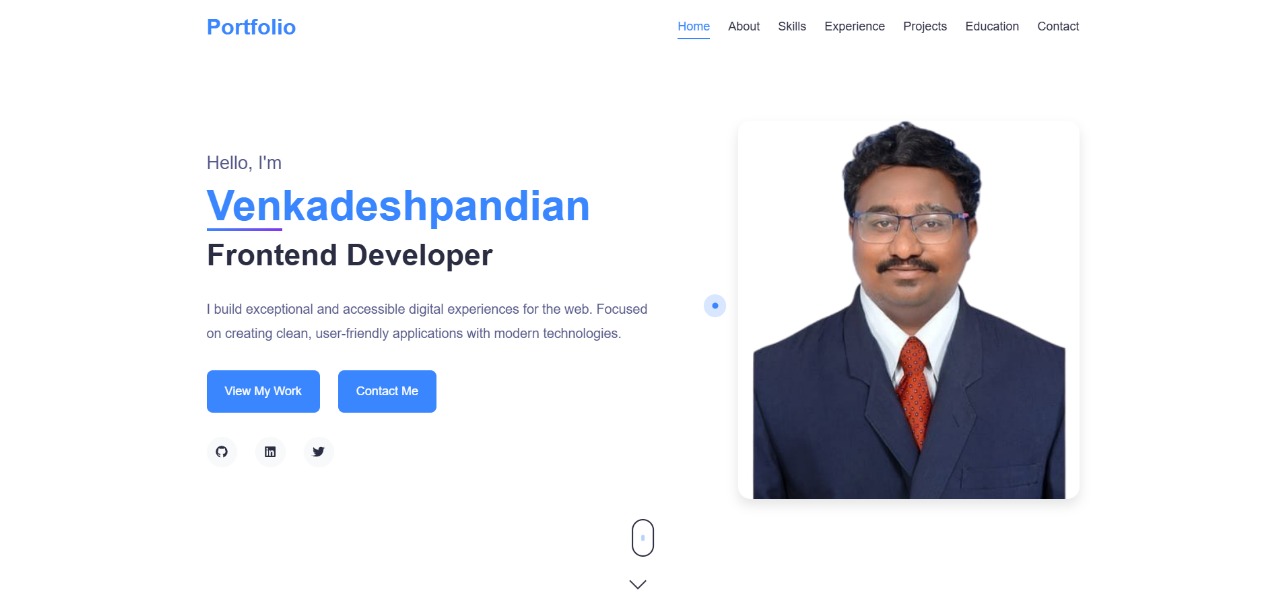 Portfolio
Home About Skills Experience Projects Education Contact
Hello, I'm
Venkadeshpandian
Frontend Developer
I build exceptional and accessible digital experiences for the web. Focused
on creating clean, user-friendly applications with modern technologies.
View My Work Contact Me